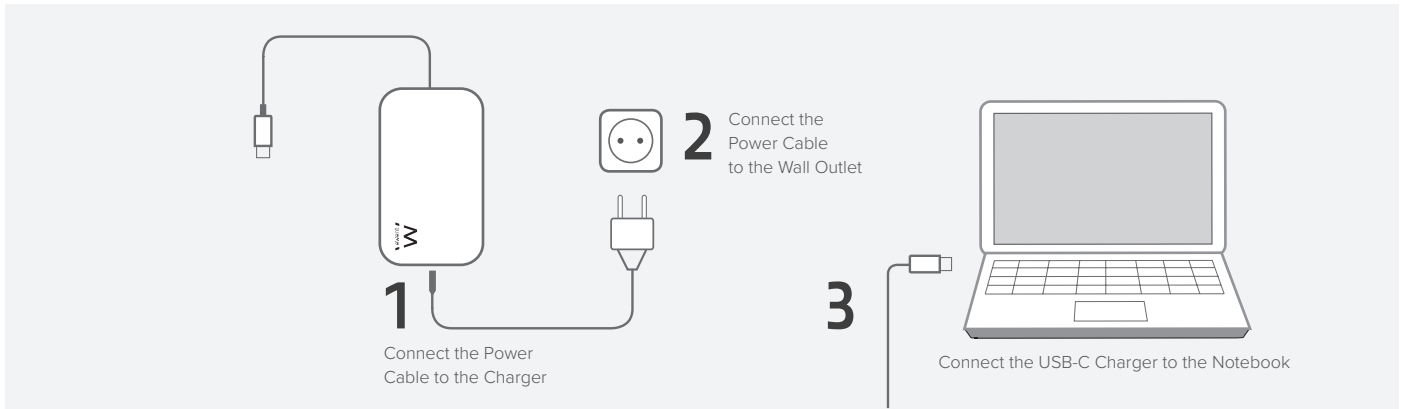 2
Connect the
Power Cable
to the Wall Outlet
ewent
1
Connect the Power
Cable to the Charger
3
Connect the USB-C Charger to the Notebook